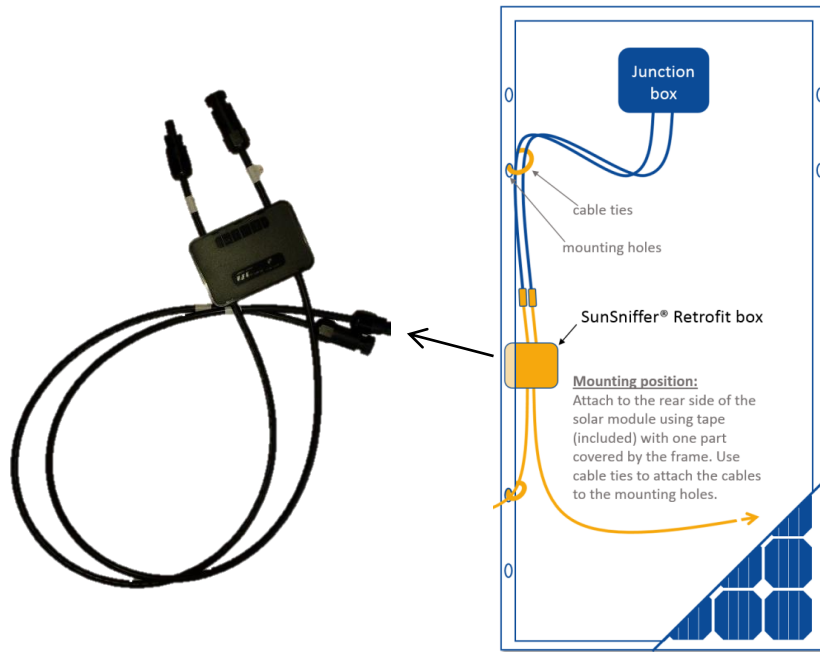 Junction
box
cable ties
mounting holes
SunSniffer® Retrofit box
Mounting position:
Attach to the rear side of the
solar module using tape
(included) with one part
covered by the frame. Use
cable ties to attach the cables
to the mounting holes.